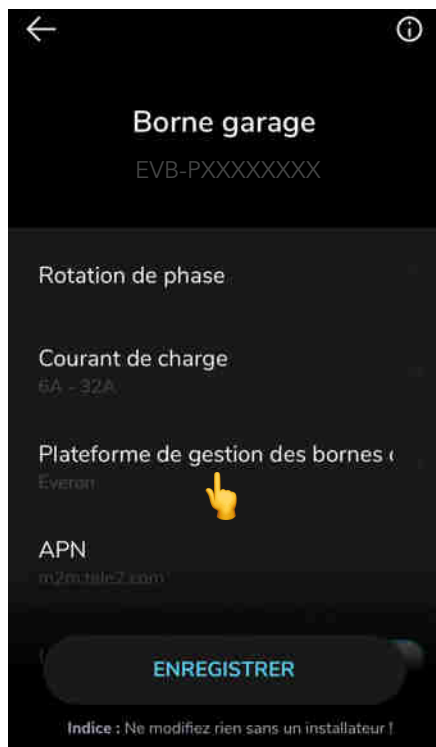 Borne garage
EVB-PXXXXXXXX
Rotation de phase
Courant de charge
6A - 32A
Plateforme de gestion des bornes
Everon
APN
m2m.tele2.com
ENREGISTRER
Indice : Ne modifiez rien sans un installateur !